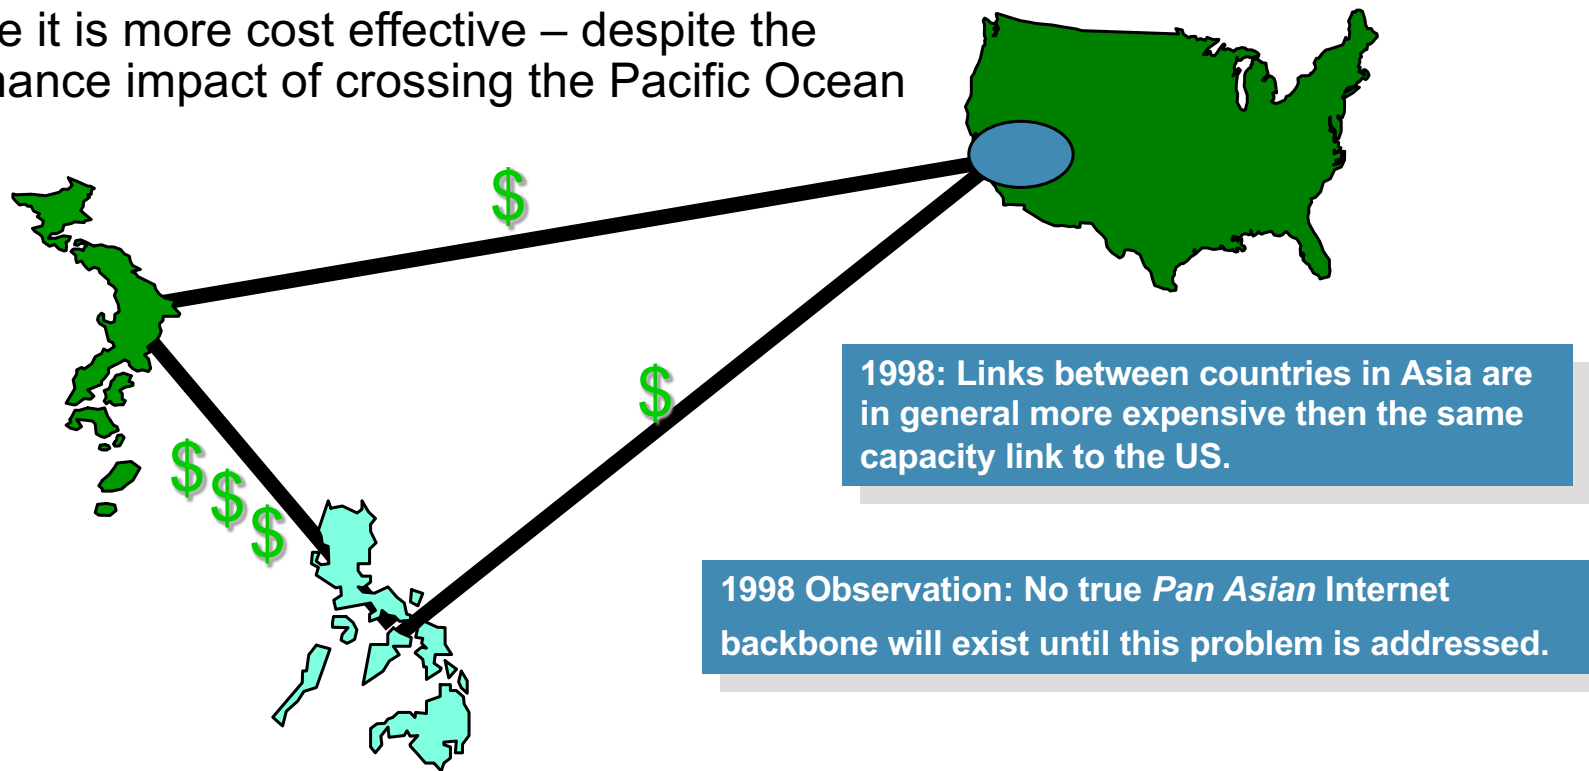 e it is more cost effective – despite the
nance impact of crossing the Pacific Ocean
$
$
$
$
$
1998: Links between countries in Asia are
in general more expensive then the same
capacity link to the US.
1998 Observation: No true Pan Asian Internet
backbone will exist until this problem is addressed.